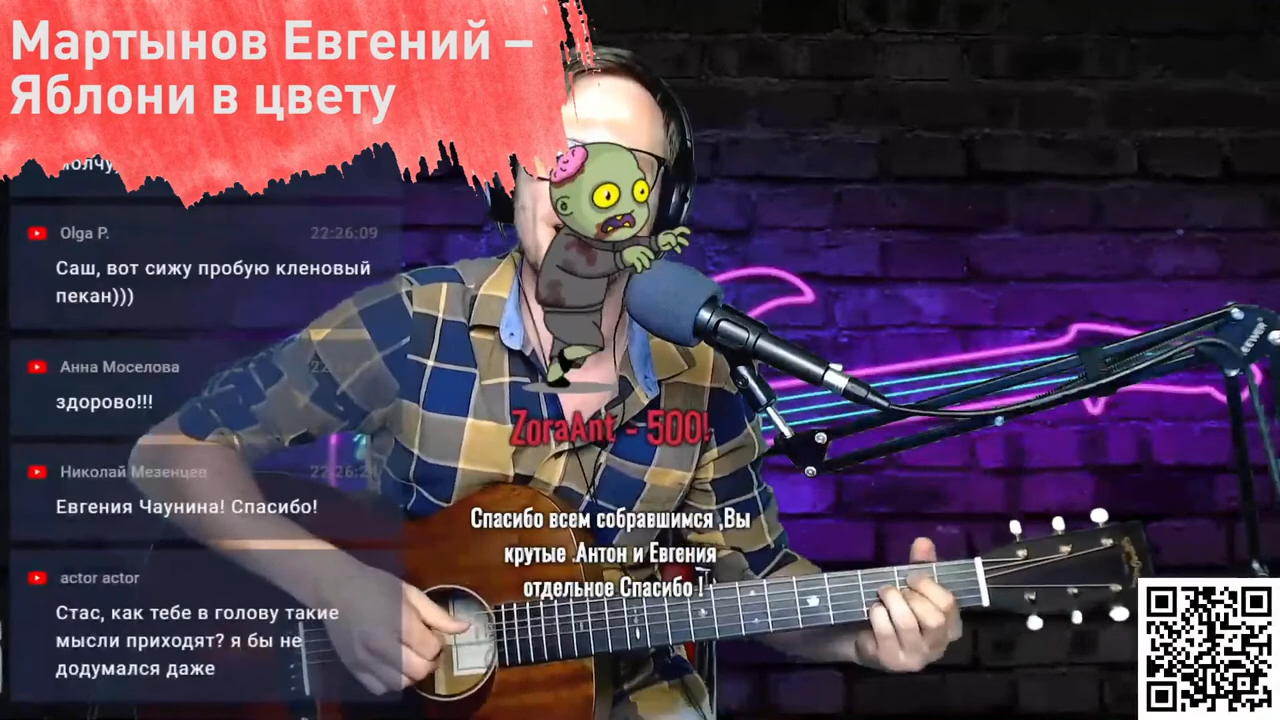 Мартынов Евгений –
Яблони в цвету
молчу
Olga P. 22:26:09
Саш, вот сижу пробую кленовый
пекан)))
Анна Моселова
здорово!!!
Николай Мезенцев
Евгения Чаунина! Спасибо!
actor actor
Стас, как тебе в голову такие
мысли приходят? я бы не
додумался даже
ZoraAnt - 500!
Спасибо всем собравшимся ,Вы
крутые .Антон и Евгения
отдельное Спасибо !